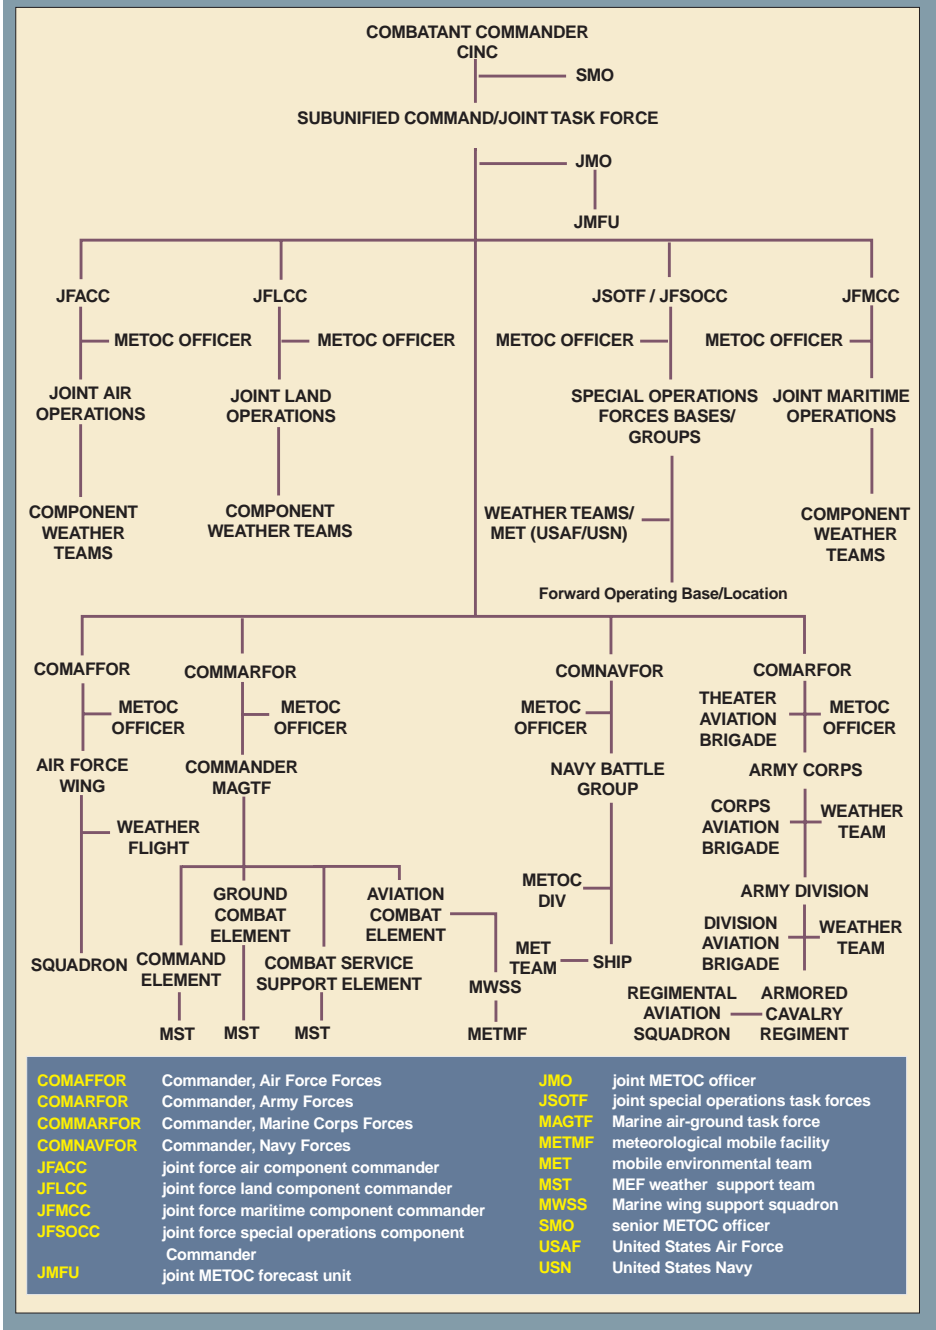 COMBATANT COMMANDER
CINC
SMO
SUBUNIFIED COMMAND/JOINT TASK FORCE
JMO
JMFU
JFACC
JFLCC
JSOTF / JFSOCC
JFMCC
METOC OFFICER
METOC OFFICER
METOC OFFICER
METOC OFFICER
JOINT AIR
OPERATIONS
JOINT LAND
OPERATIONS
SPECIAL OPERATIONS
FORCES BASES/
GROUPS
JOINT MARITIME
OPERATIONS
COMPONENT
WEATHER
TEAMS
COMPONENT
WEATHER TEAMS
WEATHER TEAMS/
MET (USAF/USN)
COMPONENT
WEATHER
TEAMS
Forward Operating Base/Location
COMAFFOR
COMMARFOR
COMNAVFOR
COMARFOR
METOC
OFFICER
METOC
OFFICER
METOC
OFFICER
THEATER
AVIATION
BRIGADE
METOC
OFFICER
AIR FORCE
WING
COMMANDER
MAGTF
NAVY BATTLE
GROUP
ARMY CORPS
WEATHER
FLIGHT
CORPS
AVIATION
BRIGADE
WEATHER
TEAM
GROUND
COMBAT
ELEMENT
AVIATION
COMBAT
ELEMENT
METOC
DIV
ARMY DIVISION
DIVISION
AVIATION
BRIGADE
WEATHER
TEAM
SQUADRON
COMMAND
ELEMENT
COMBAT SERVICE
SUPPORT ELEMENT
MET
TEAM
SHIP
MWSS
REGIMENTAL
AVIATION
SQUADRON
ARMORED
CAVALRY
REGIMENT
MST
MST
MST
METMF
COMAFFOR Commander, Air Force Forces
COMARFOR Commander, Army Forces
COMMARFOR Commander, Marine Corps Forces
COMNAVFOR Commander, Navy Forces
JFACC joint force air component commander
JFLCC joint force land component commander
JFMCC joint force maritime component commander
JFSOCC joint force special operations component
Commander
JMFU joint METOC forecast unit
JMO joint METOC officer
JSOTF joint special operations task forces
MAGTF Marine air-ground task force
METMF meteorological mobile facility
MET mobile environmental team
MST MEF weather support team
MWSS Marine wing support squadron
SMO senior METOC officer
USAF United States Air Force
USN United States Navy